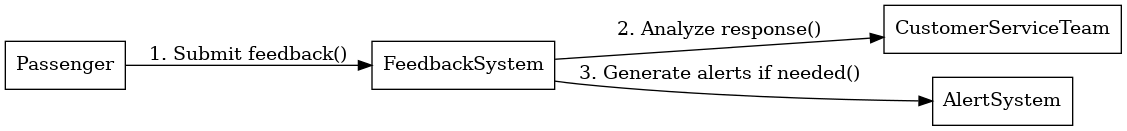 Passenger
1. Submit feedback()
FeedbackSystem
2. Analyze response()
CustomerServiceTeam
3. Generate alerts if needed()
AlertSystem